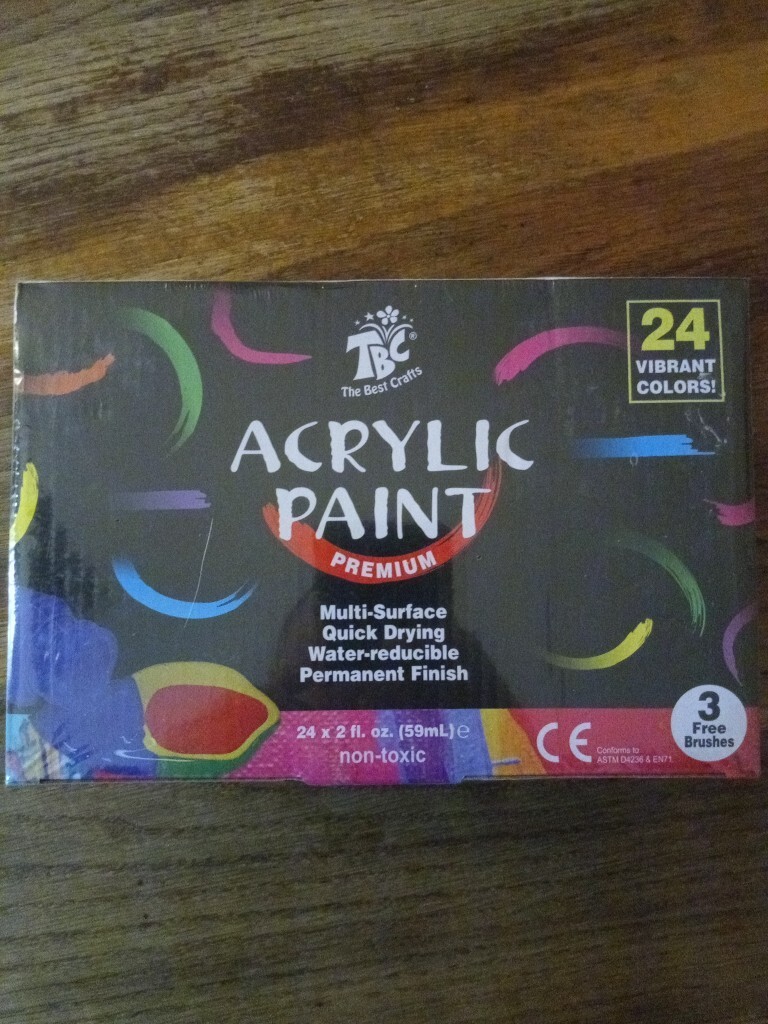 TBC®
The Best Crafts
24
VIBRANT
COLORS!
ACRYLIC
PAINT
PREMIUM
Multi-Surface
Quick Drying
Water-reducible
Permanent Finish
24 x 2 fl. oz. (59mL) e
non-toxic
CE
Conforms to
ASTM D4236 & EN71
3
Free
Brushes